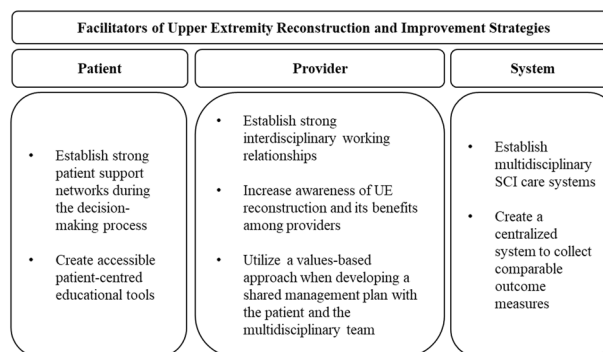 Facilitators of Upper Extremity Reconstruction and Improvement Strategies
Patient
• Establish strong
patient support
networks during
the decision-
making process
• Create accessible
patient-centred
educational tools
Provider
• Establish strong
interdisciplinary working
relationships
• Increase awareness of UE
reconstruction and its benefits
among providers
• Utilize a values-based
approach when developing a
shared management plan with
the patient and the
multidisciplinary team
System
• Establish
multidisciplinary
SCI care systems
• Create a
centralized
system to collect
comparable
outcome
measures